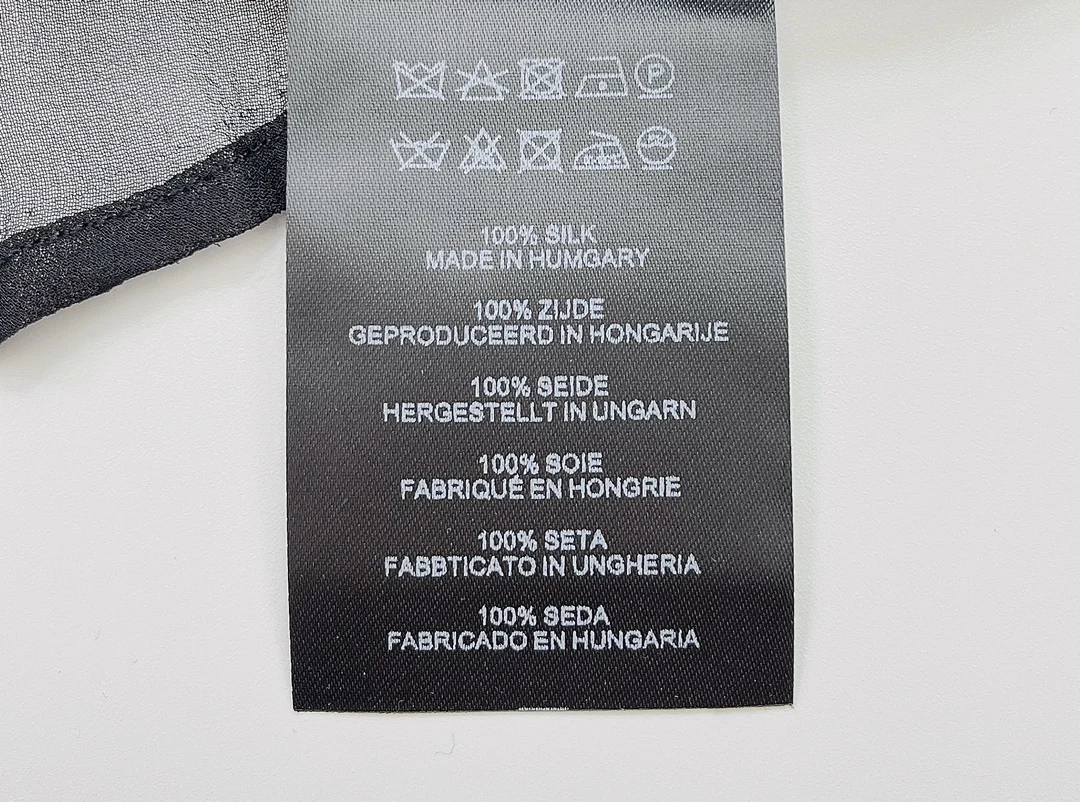 P
100% SILK
MADE IN HUMGARY
100% ZIJDE
GEPRODUCEERD IN HONGARIJE
100% SEIDE
HERGESTELLT IN UNGARN
100% SOIE
FABRIQUÉ EN HONGRIE
100% SETA
FABBTICATO IN UNGHERIA
100% SEDA
FABRICADO EN HUNGARIA